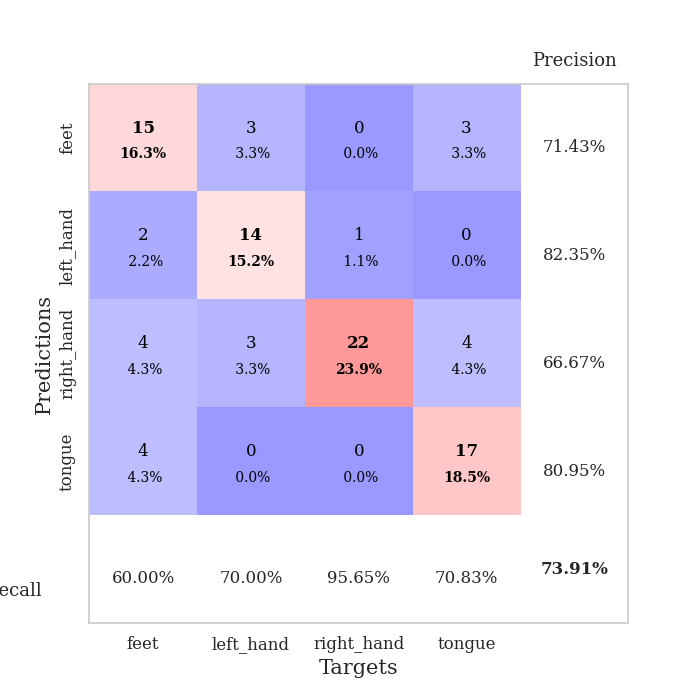 Precision
feet
15 3 0 3
16.3% 3.3% 0.0% 3.3%
71.43%
left_hand
2 14 1 0
2.2% 15.2% 1.1% 0.0%
82.35%
Predictions
right_hand
4 3 22 4
4.3% 3.3% 23.9% 4.3%
66.67%
tongue
4 0 0 17
4.3% 0.0% 0.0% 18.5%
80.95%
ecall
60.00% 70.00% 95.65% 70.83% 73.91%
feet left_hand right_hand tongue
Targets